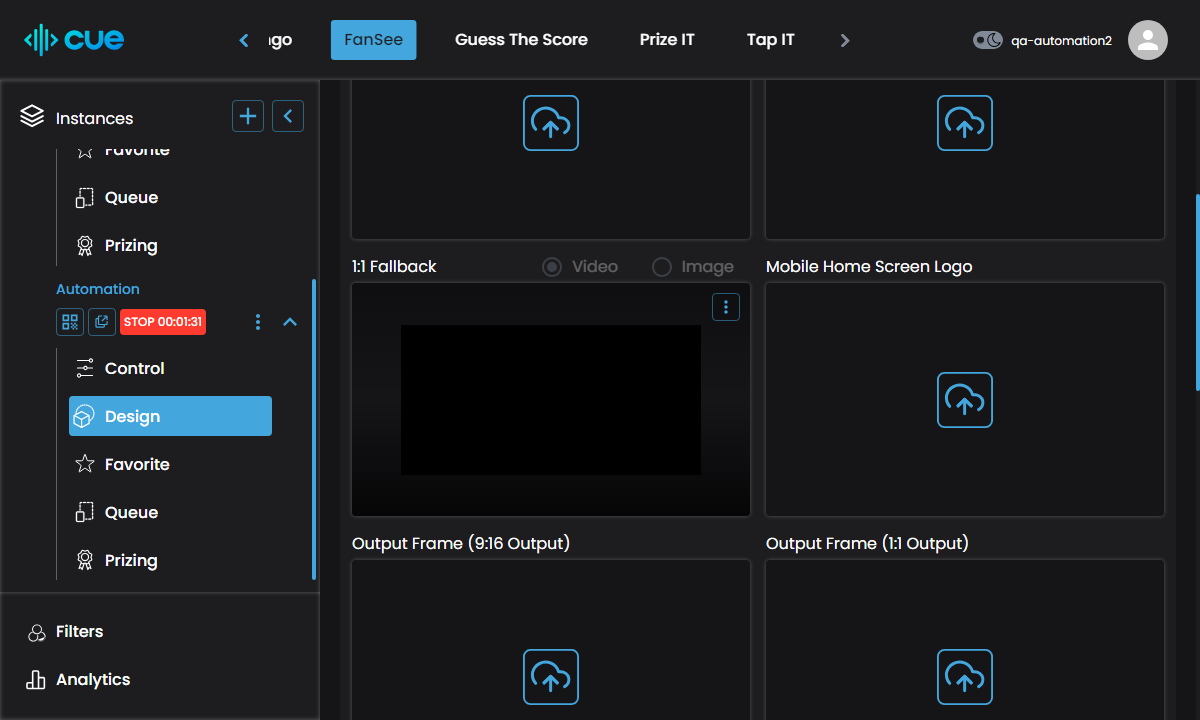 cue
FanSee
Guess The Score
Prize IT
Tap IT
qa-automation2
Instances
Favorite
Queue
Prizing
Automation
STOP 00:01:31
Control
Design
Favorite
Queue
Prizing
Filters
Analytics
1:1 Fallback
Video
Image
Mobile Home Screen Logo
Output Frame (9:16 Output)
Output Frame (1:1 Output)